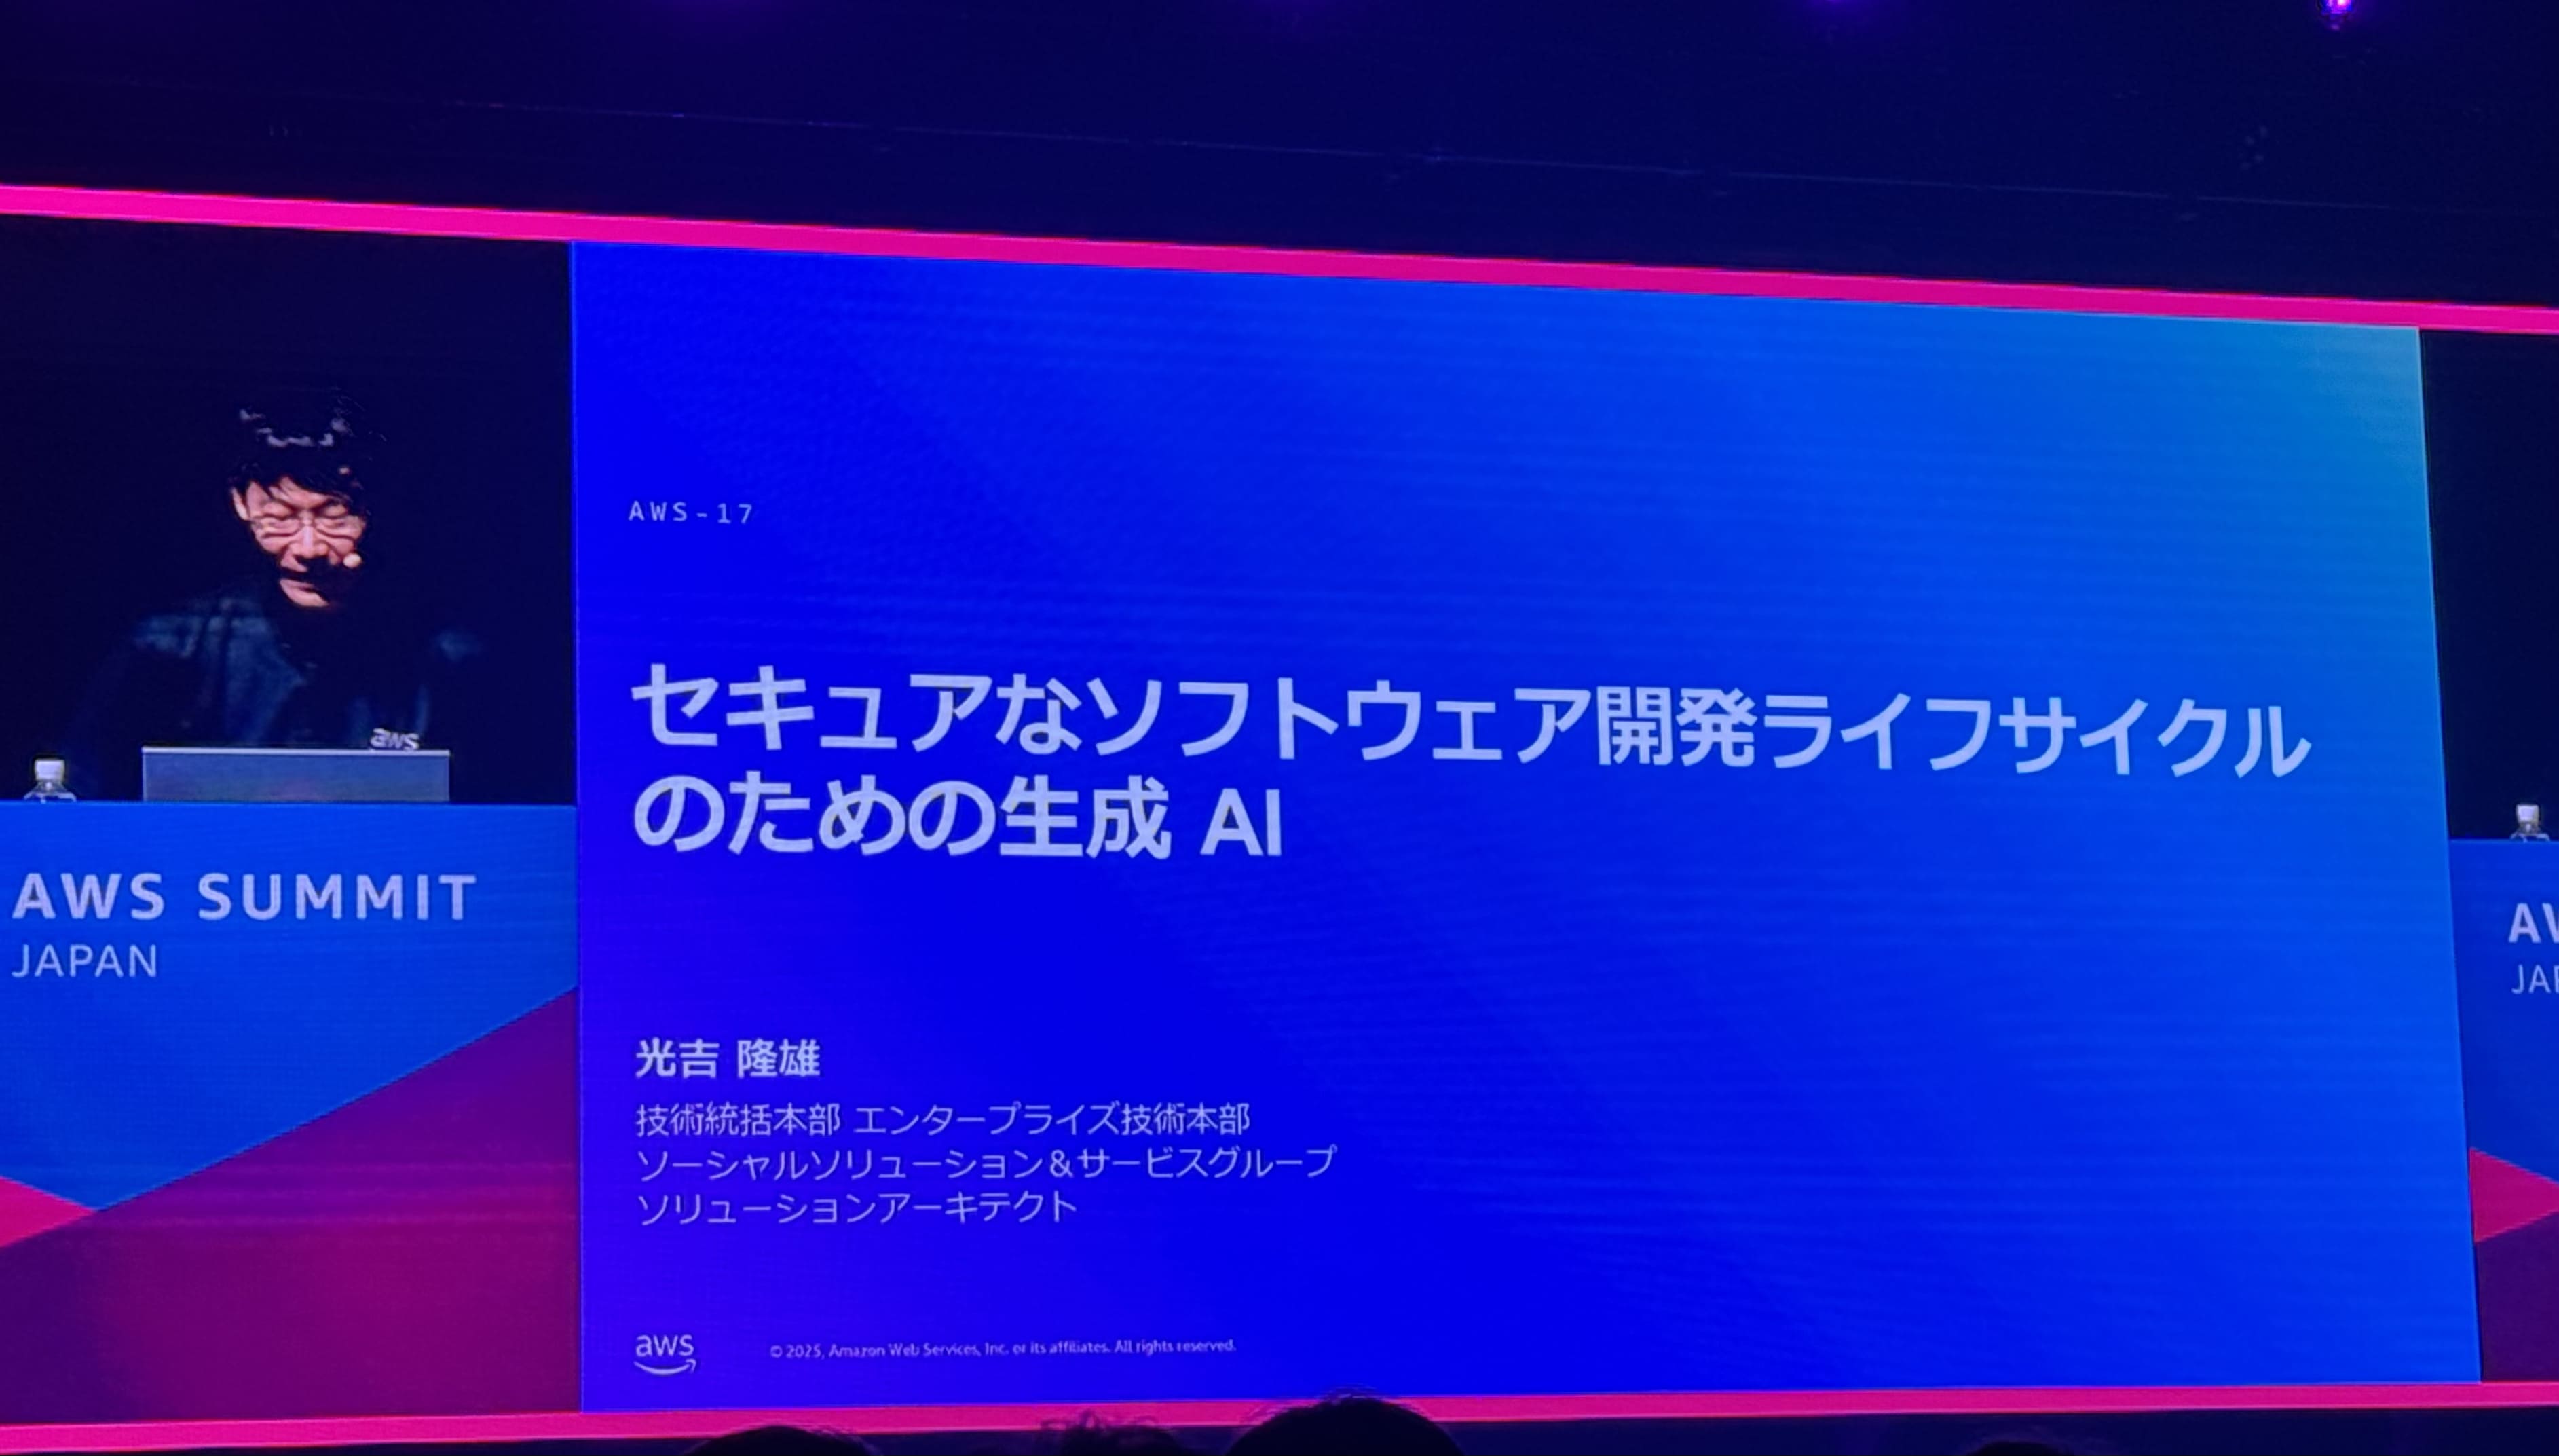 aws
AWS SUMMIT
JAPAN
AWS-17
セキュアなソフトウェア開発ライフサイクル
のための生成 AI
光吉 隆雄
技術統括本部 エンタープライズ技術本部
ソーシャルソリューション&サービスグループ
ソリューションアーキテクト
aws
© 2025, Amazon Web Services, Inc. or its affiliates. All rights reserved.